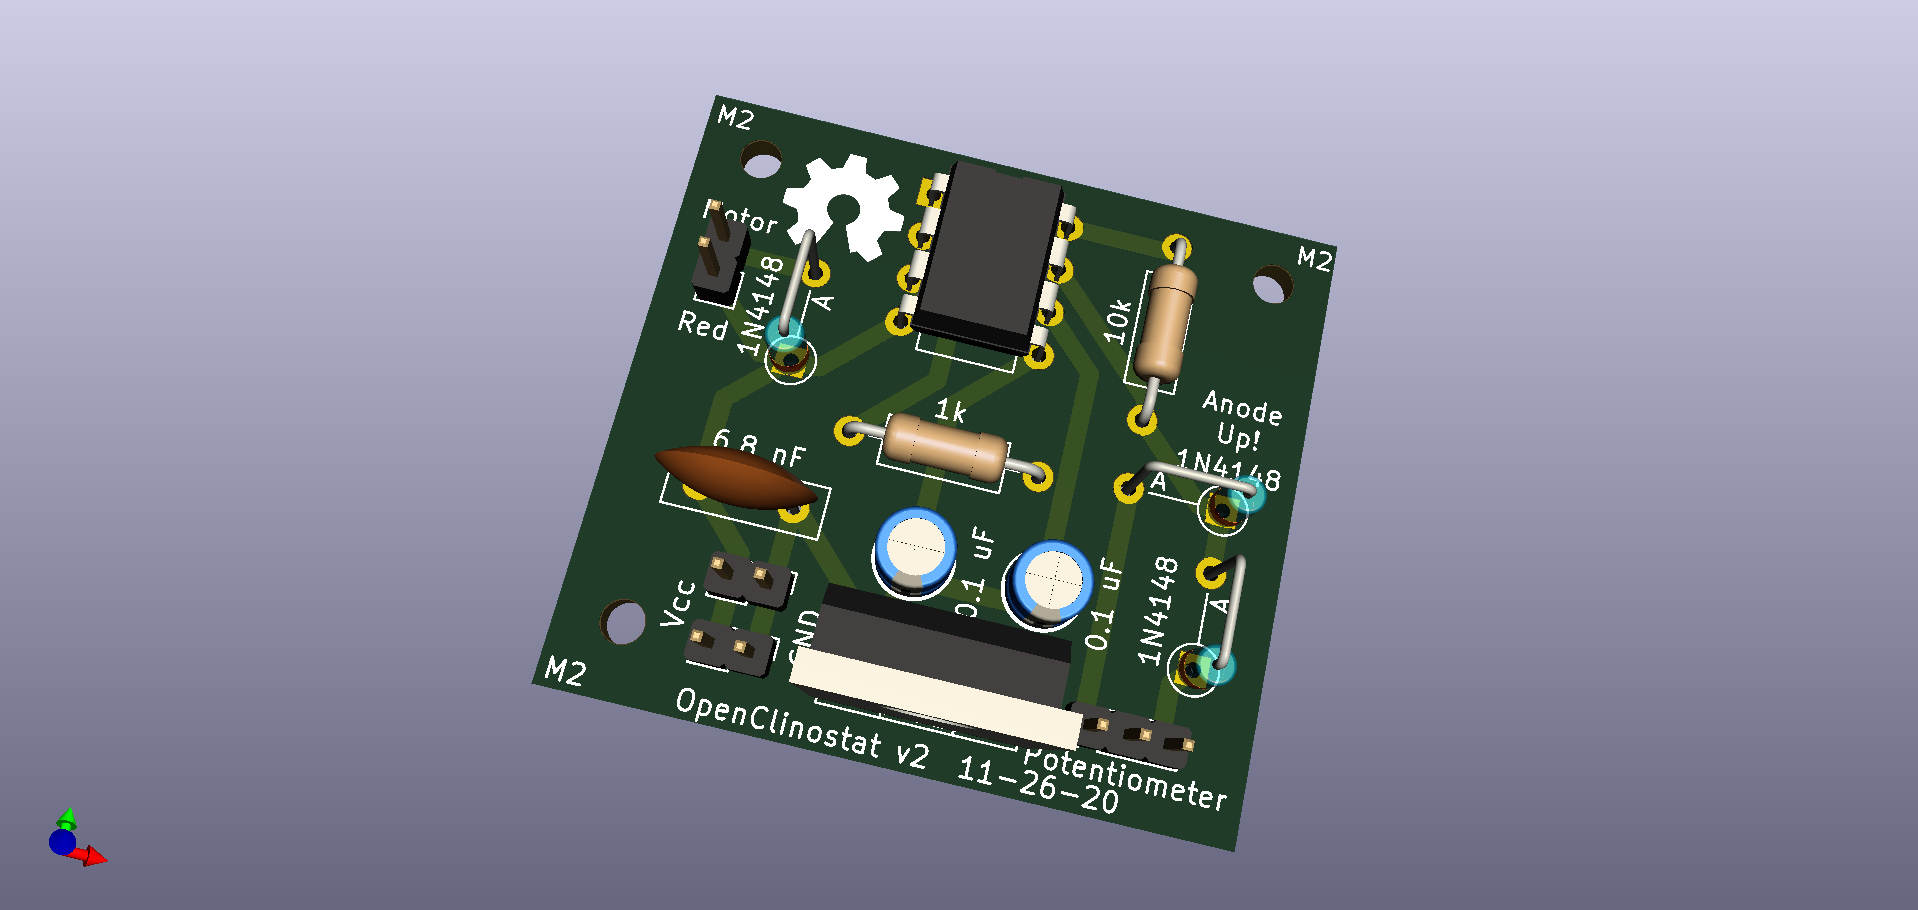 M2
Motor
M2
1N4148
A
Red
10k
Anode
Up!
1k
6.8 nF
1N4148
A
0.1 uF
0.1 uF
1N4148
A
Vcc
GND
M2
OpenClinostat v2 11-26-20
Potentiometer